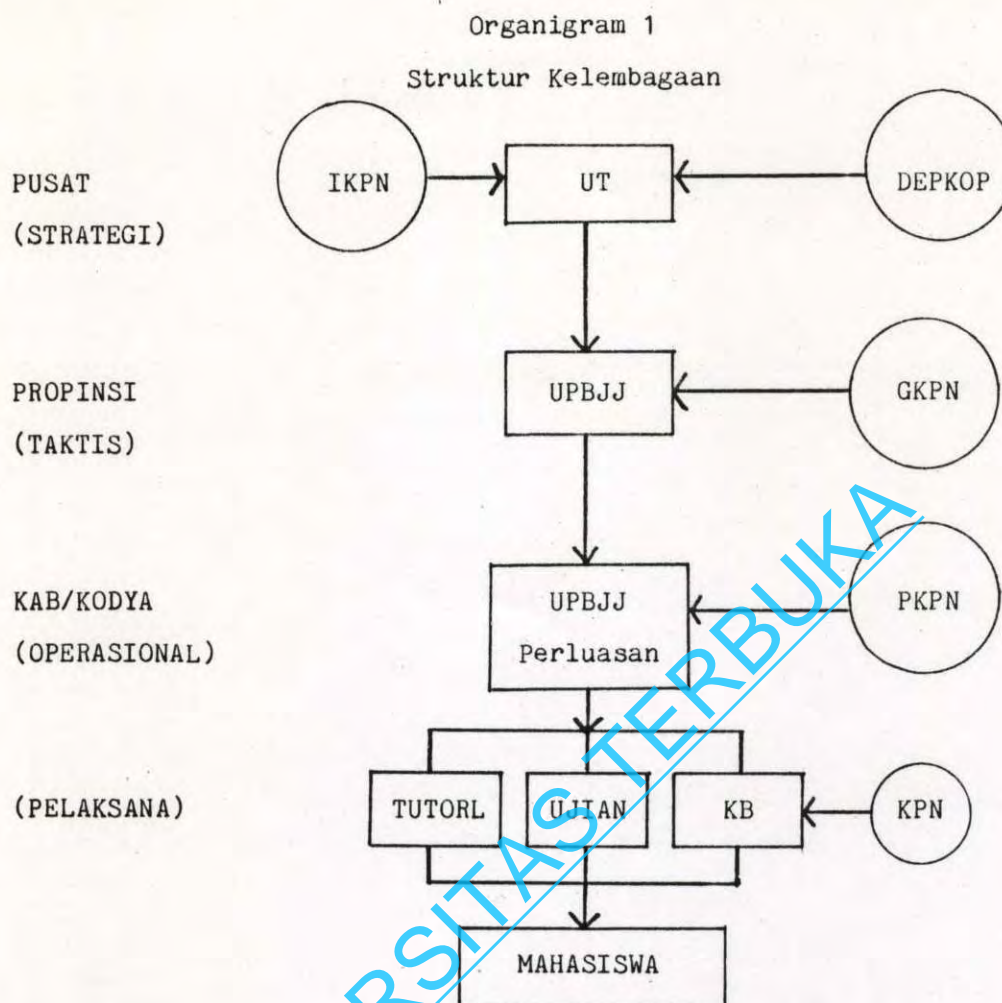 Organigram 1
Struktur Kelembagaan
PUSAT
(STRATEGI)
IKPN
UT
DEPKOP
PROPINSI
(TAKTIS)
UPBJJ
GKPN
KAB/KODYA
(OPERASIONAL)
UPBJJ
Perluasan
PKPN
(PELAKSANA)
TUTORL
UJIAN
KB
KPN
MAHASISWA
RSITAS TERBUKA